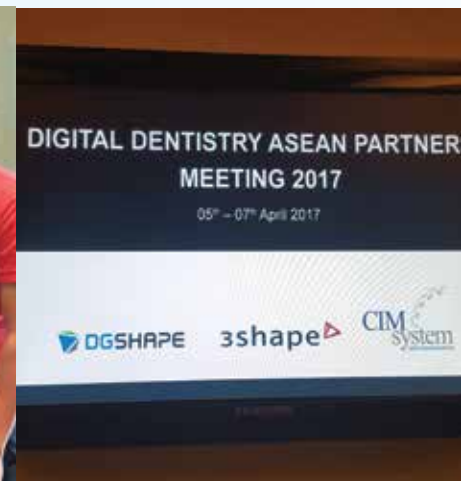 DIGITAL DENTISTRY ASEAN PARTNER
MEETING 2017
05th – 07th April 2017
DGSHAPE
3shape
CIM
system